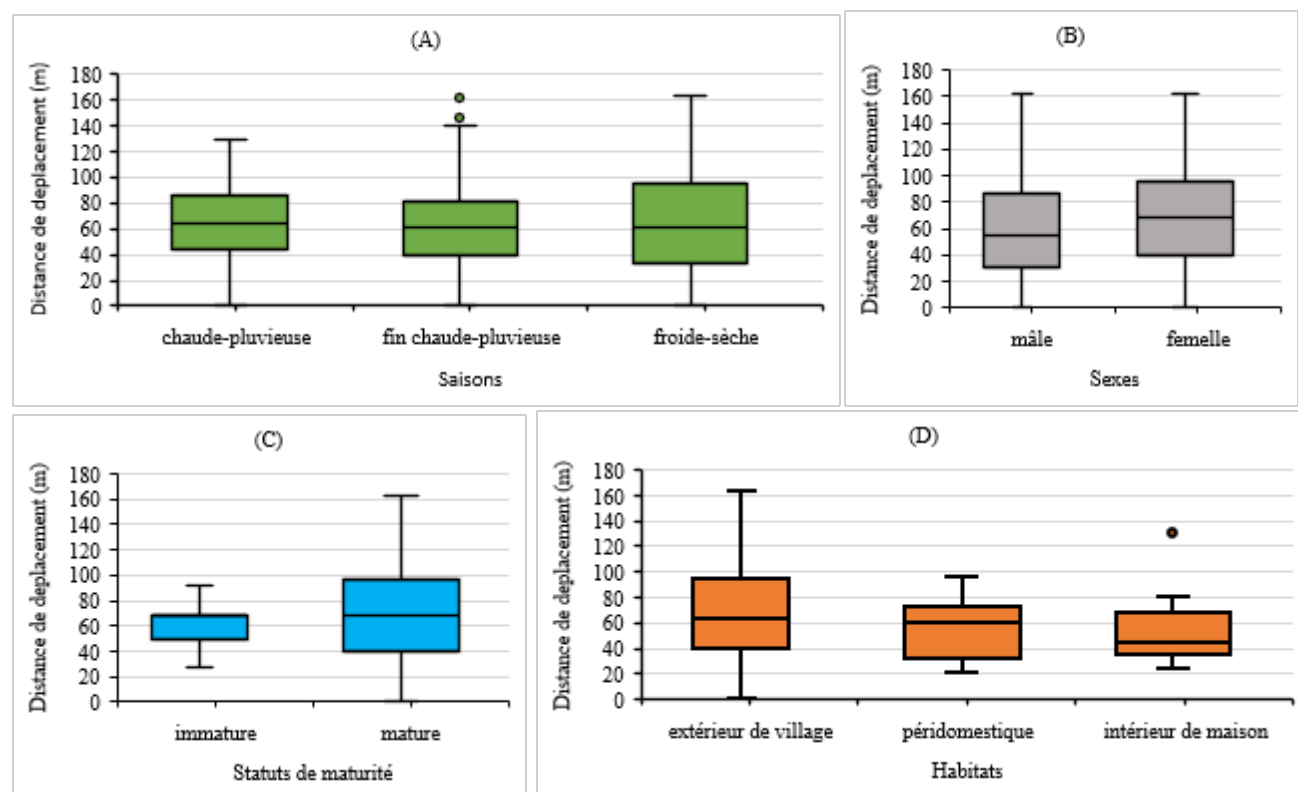 (A)
Distance de deplacement (m)
180
160
140
120
100
80
60
40
20
0
chaude-pluvieuse fin chaude-pluvieuse froide-sèche
Saisons
(B)
Distance de deplacement (m)
180
160
140
120
100
80
60
40
20
0
mâle femelle
Sexes
(C)
Distance de deplacement (m)
180
160
140
120
100
80
60
40
20
0
immature mature
Statuts de maturité
(D)
Distance de deplacement (m)
180
160
140
120
100
80
60
40
20
0
extérieur de village péridomestique intérieur de maison
Habitats